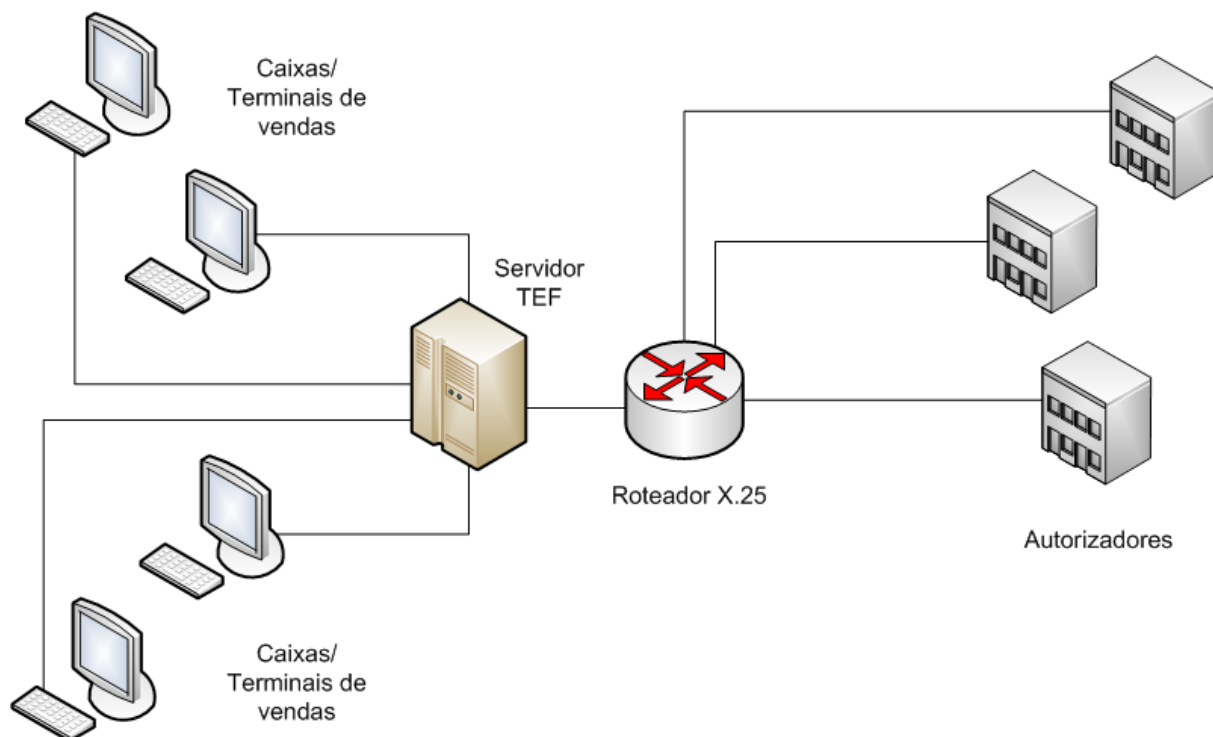 Caixas/
Terminais de
vendas
Servidor
TEF
Roteador X.25
Autorizadores
Caixas/
Terminais de
vendas